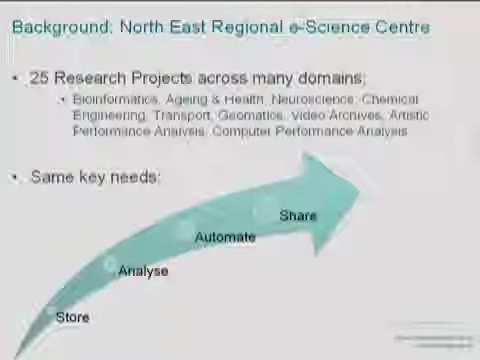 Background: North East Regional e-Science Centre
• 25 Research Projects across many domains:
• Bioinformatics, Ageing & Health, Neuroscience, Chemical
Engineering, Transport, Geomatics, Video Archives, Artistic
Performance Analysis, Computer Performance Analysis
• Same key needs:
Share
Automate
Analyse
Store